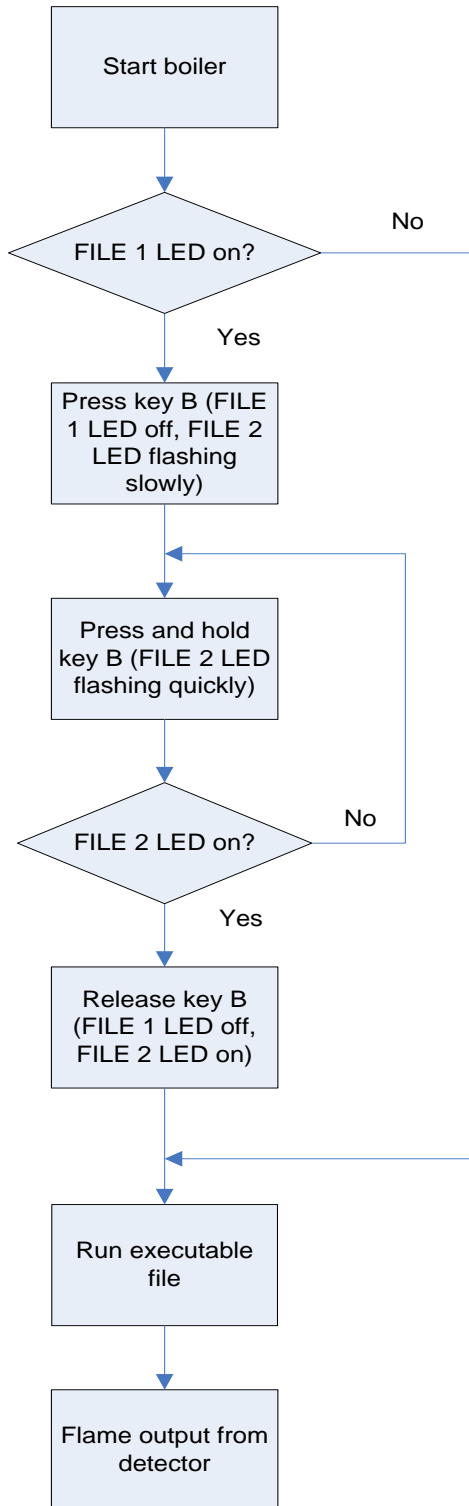 Start boiler
FILE 1 LED on?
No
Yes
Press key B (FILE
1 LED off, FILE 2
LED flashing
slowly)
Press and hold
key B (FILE 2 LED
flashing quickly)
FILE 2 LED on?
No
Yes
Release key B
(FILE 1 LED off,
FILE 2 LED on)
Run executable
file
Flame output from
detector